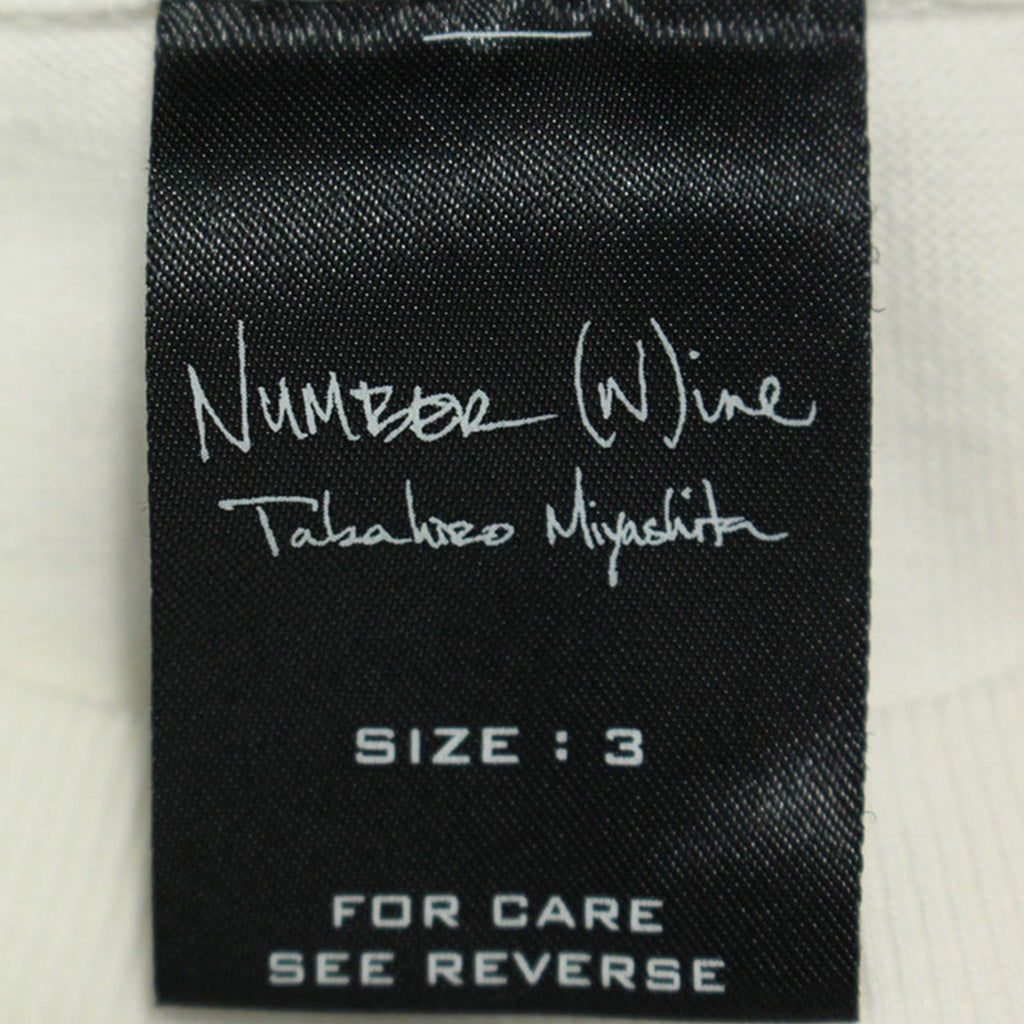 NUMBER (N)ine
Takahiro Miyashita
SIZE : 3
FOR CARE
SEE REVERSE